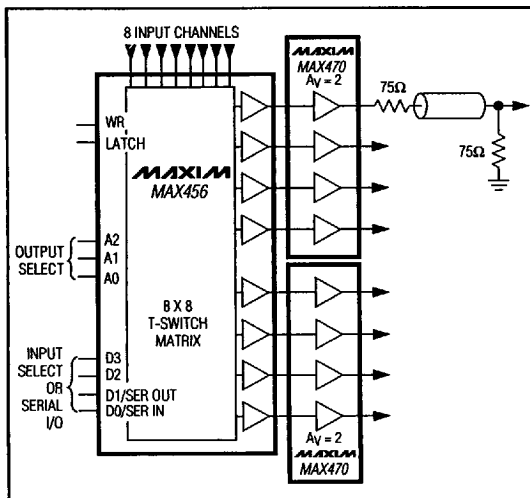 8 INPUT CHANNELS
MAXIM
MAX470
AV = 2
75Ω
75Ω
WR
LATCH
MAXIM
MAX456
OUTPUT
SELECT
A2
A1
A0
8 X 8
T-SWITCH
MATRIX
INPUT
SELECT
OR
SERIAL
I/O
D3
D2
D1/SER OUT
D0/SER IN
AV = 2
MAXIM
MAX470